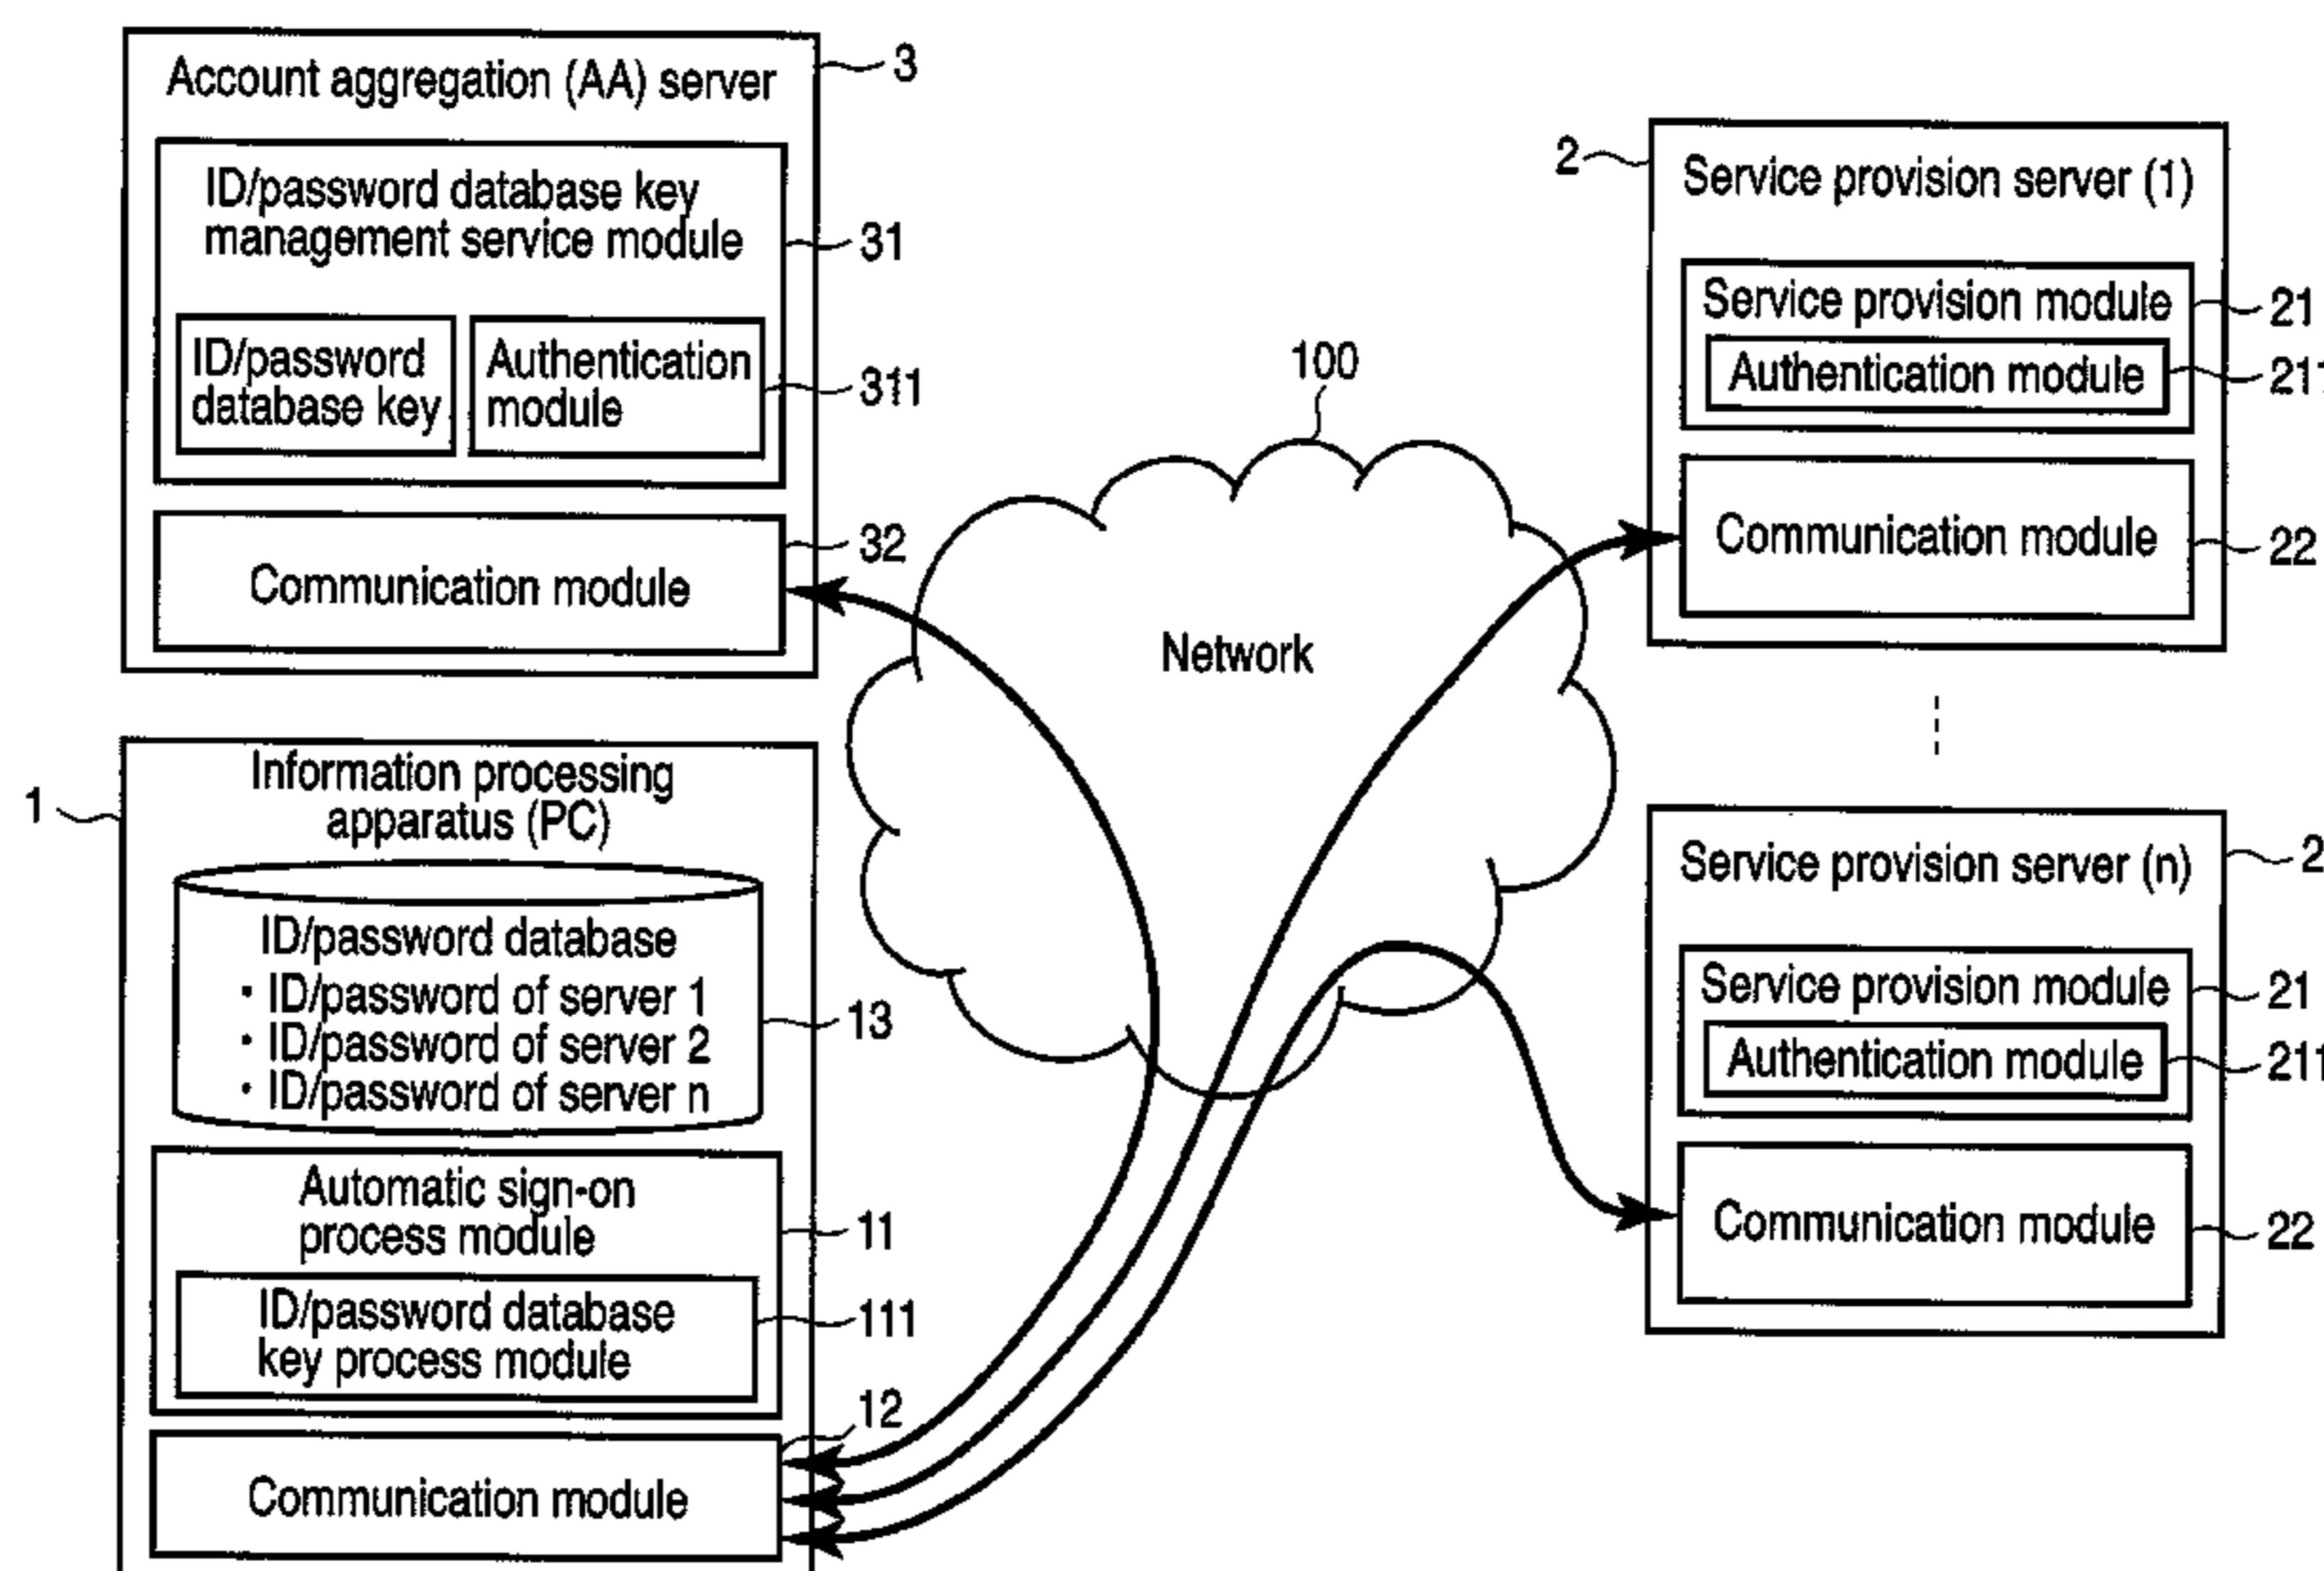 Account aggregation (AA) server
3
ID/password database key
management service module
31
ID/password
database key
Authentication
module
311
Communication module
32
Information processing
apparatus (PC)
1
ID/password database
・ID/password of server 1
・ID/password of server 2
・ID/password of server n
13
Automatic sign-on
process module
11
ID/password database
key process module
111
12
Communication module
100
Network
2
Service provision server (1)
Service provision module
21
Authentication module
211
Communication module
22
Service provision server (n)
2
Service provision module
21
Authentication module
211
Communication module
22